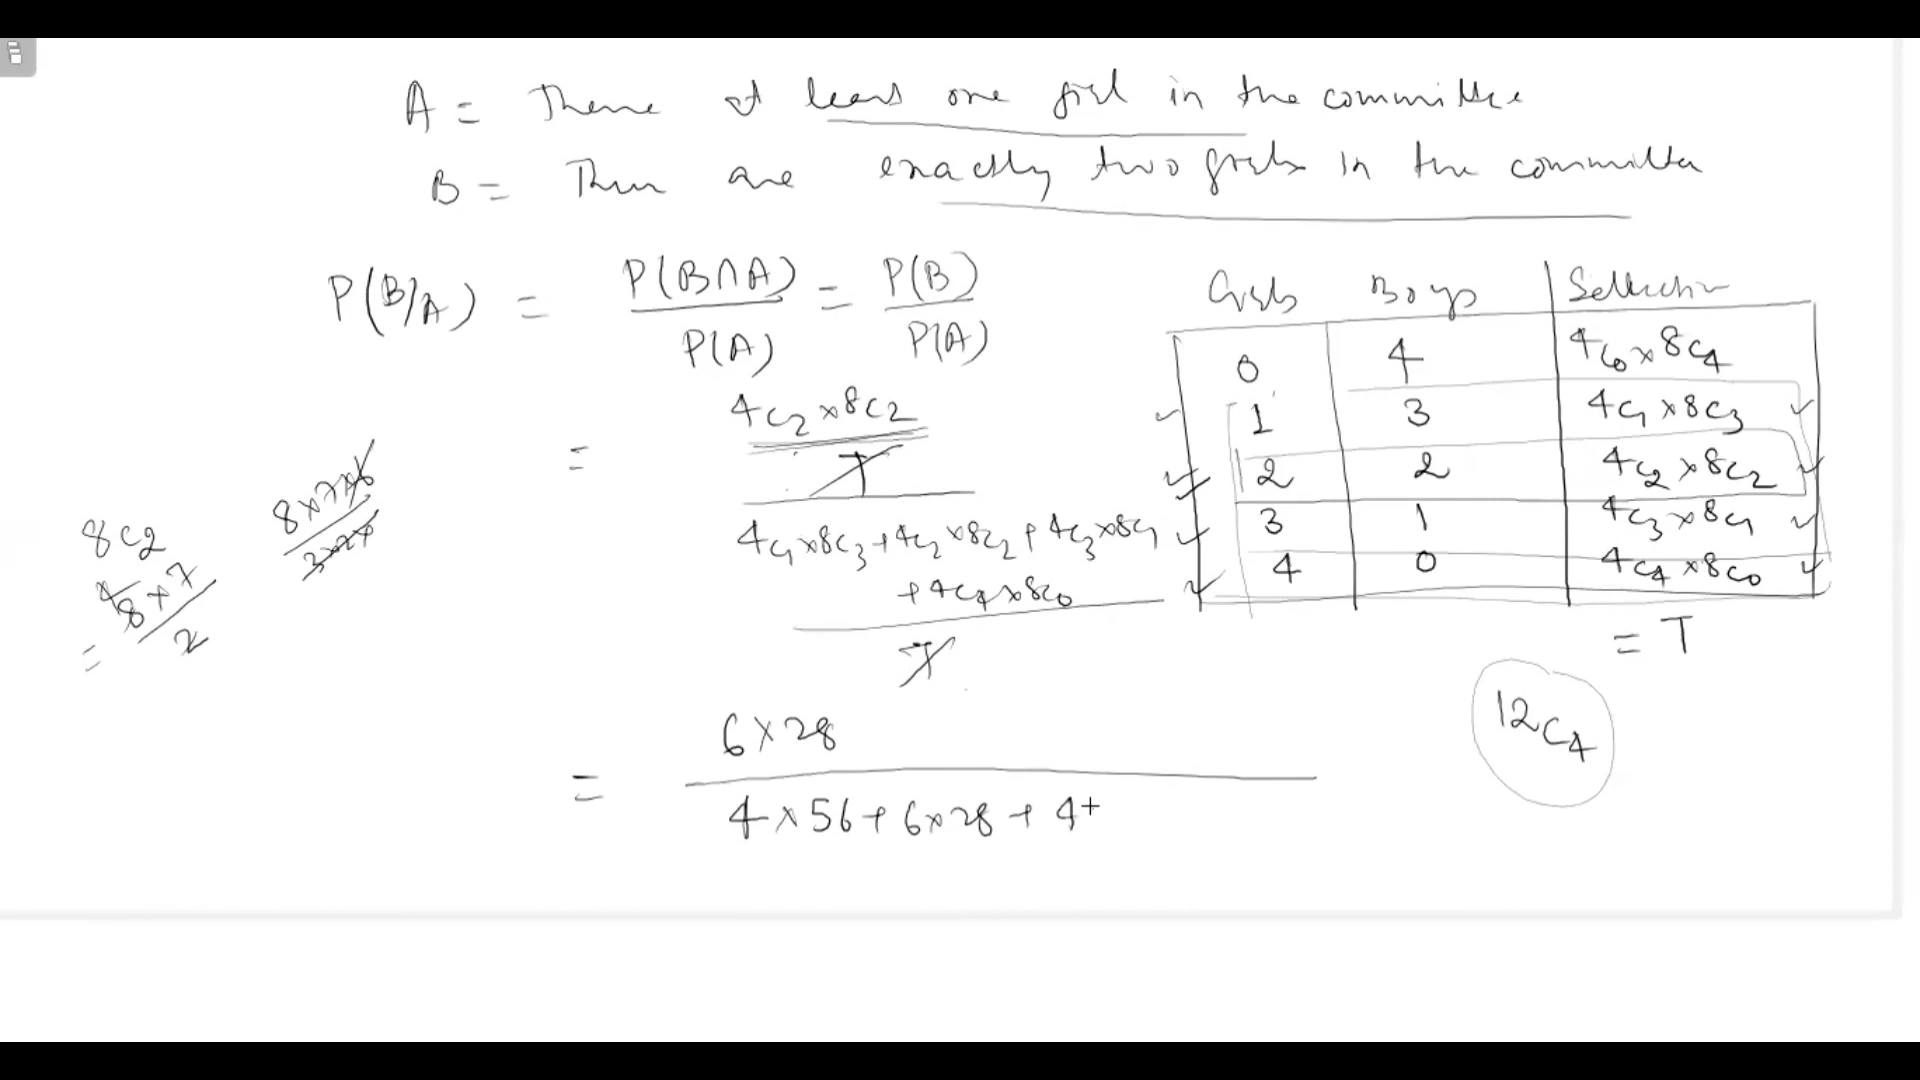 A = There at least one girl in the committee
B = There are exactly two girls in the committee
P(B/A) = P(B∩A)/P(A) = P(B)/P(A)
Girls Boys Selection
0 4 4C0 × 8C4
1 3 4C1 × 8C3
2 2 4C2 × 8C2
3 1 4C3 × 8C1
4 0 4C4 × 8C0
= T
12C4
= 4C2 × 8C2
T
4C1 × 8C3 + 4C2 × 8C2 + 4C3 × 8C1
+ 4C4 × 8C0
T
8C2
= 4
8 × 7
2
8 × 7 × 6
3 × 2 × 1
= 6 × 28
4 × 56 + 6 × 28 + 4+